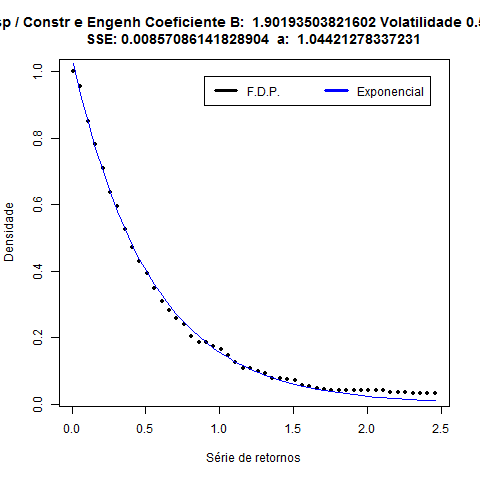 sp / Constr e Engenh Coeficiente B: 1.90193503821602 Volatilidade 0.5
SSE: 0.00857086141828904 a: 1.04421278337231
F.D.P.
Exponencial
1.0
0.8
0.6
0.4
0.2
0.0
Densidade
0.0 0.5 1.0 1.5 2.0 2.5
Série de retornos